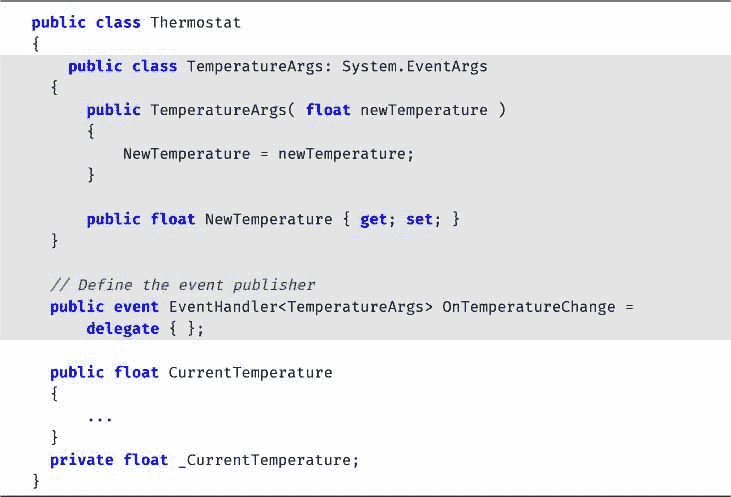 public class Thermostat
{
public class TemperatureArgs: System.EventArgs
{
public TemperatureArgs( float newTemperature )
{
NewTemperature = newTemperature;
}
public float NewTemperature { get; set; }
}
// Define the event publisher
public event EventHandler<TemperatureArgs> OnTemperatureChange =
delegate { };
public float CurrentTemperature
{
...
}
private float _CurrentTemperature;
}